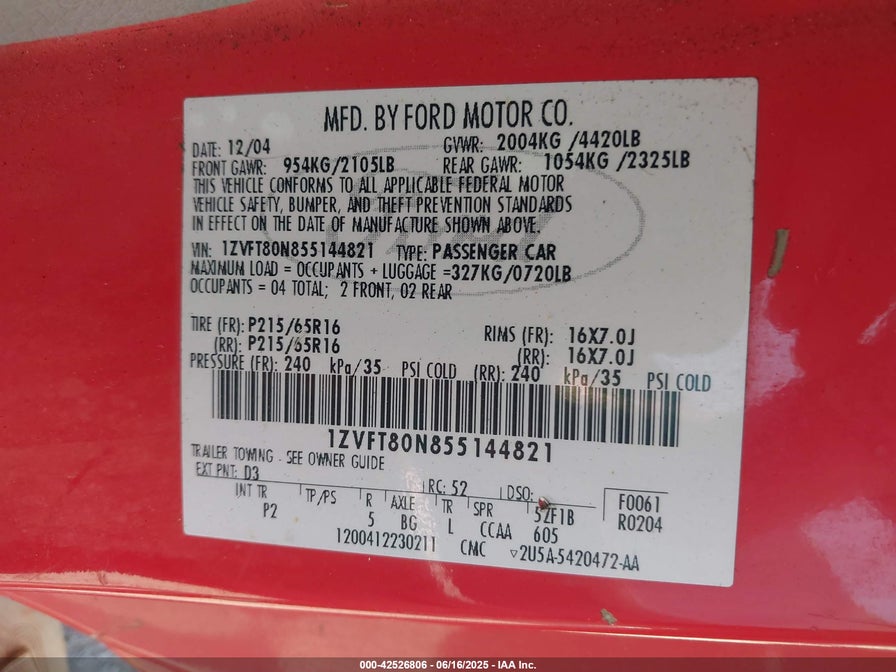 MFD. BY FORD MOTOR CO.
DATE: 12/04 GVWR: 2004KG /4420LB
FRONT GAWR: 954KG/2105LB REAR GAWR: 1054KG /2325LB
THIS VEHICLE CONFORMS TO ALL APPLICABLE FEDERAL MOTOR
VEHICLE SAFETY, BUMPER, AND THEFT PREVENTION STANDARDS
IN EFFECT ON THE DATE OF MANUFACTURE SHOWN ABOVE.
VIN: 1ZVFT80N855144821 TYPE: PASSENGER CAR
MAXIMUM LOAD = OCCUPANTS + LUGGAGE =327KG/0720LB
OCCUPANTS = 04 TOTAL; 2 FRONT, 02 REAR
TIRE (FR): P215/65R16 RIMS (FR): 16X7.0J
(RR): P215/65R16 (RR): 16X7.0J
PRESSURE (FR): 240 kPa/35 PSI COLD (RR): 240 kPa/35 PSI COLD
1ZVFT80N855144821
TRAILER TOWING - SEE OWNER GUIDE
EXT PNT: D3 RC: 52 DSO: F0061
INT TR TP/PS R AXLE TR SPR 52F1B R0204
P2 5 BG L CCAA 605
1200412230211 CMC ▽2U5A-5420472-AA
000-42526806 - 06/16/2025 - IAA Inc.